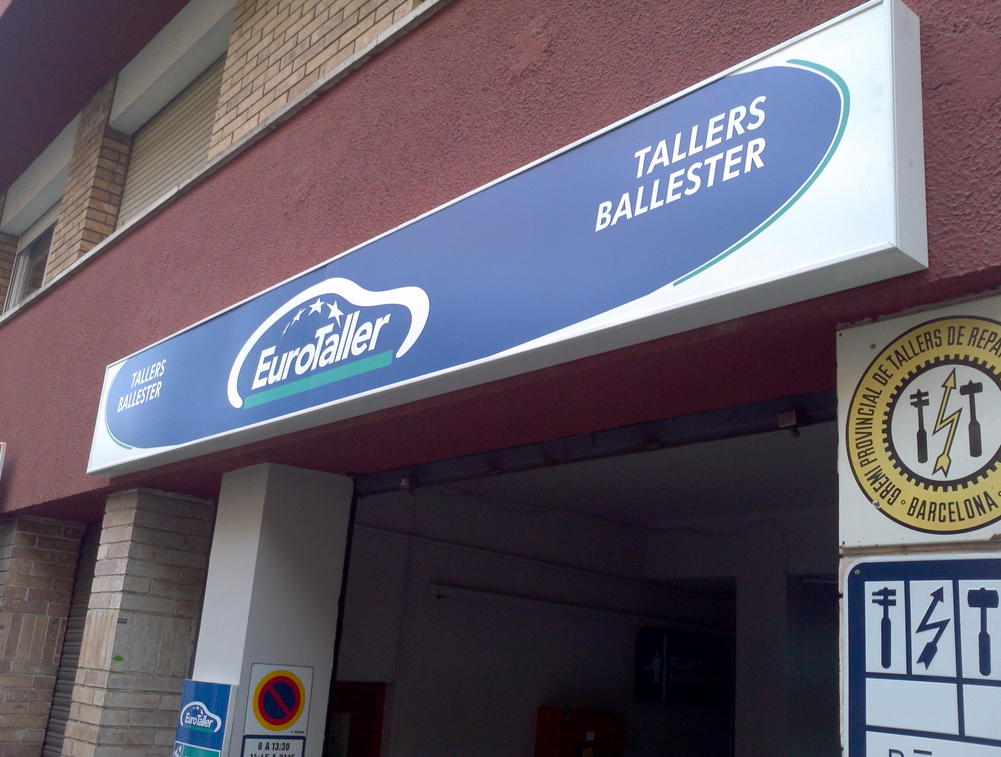 TALLERS
BALLESTER
EuroTaller
TALLERS
BALLESTER
GREMI PROVINCIAL DE TALLERS DE REPA
· BARCELONA ·
EuroTaller
8 A 13:30